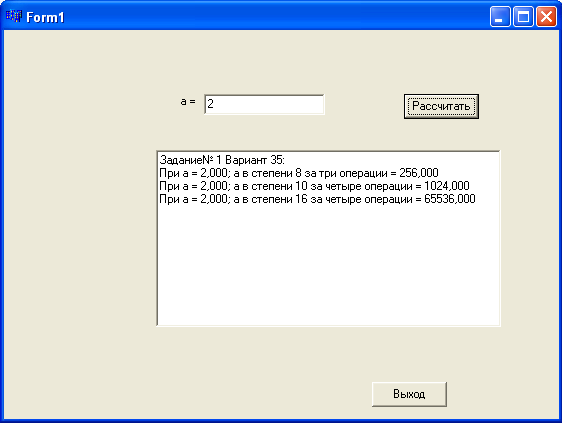 Form1
a =
2
Рассчитать
Задание№ 1 Вариант 35:
При a = 2,000; a в степени 8 за три операции = 256,000
При a = 2,000; a в степени 10 за четыре операции = 1024,000
При a = 2,000; a в степени 16 за четыре операции = 65536,000
Выход